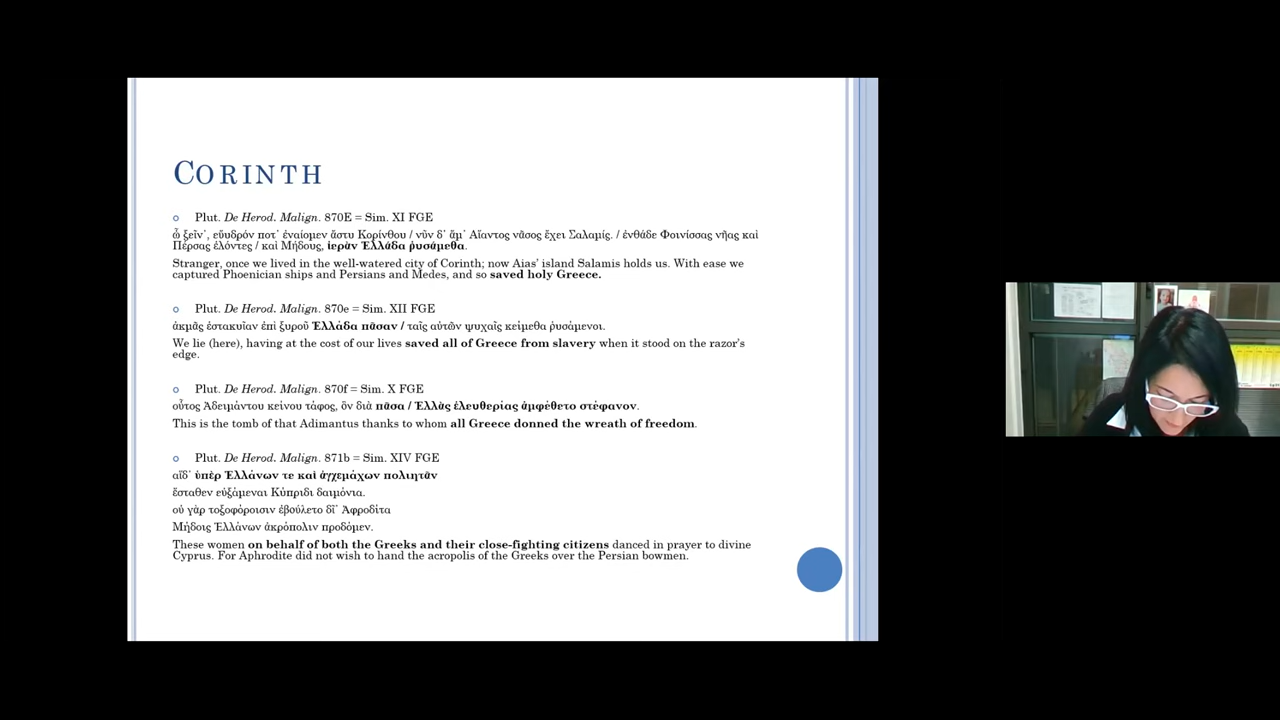 CORINTH
Plut. De Herod. Malign. 870E = Sim. XI FGE
ὦ ξεῖν᾽, εὔυδρόν ποτ᾽ ἐναίομεν ἄστυ Κορίνθου / νῦν δ᾽ ἅμ᾽ Αἴαντος νᾶσος ἔχει Σαλαμίς. / ἐνθάδε Φοινίσσας νῆας καὶ
Πέρσας ἑλόντες / καὶ Μήδους, ἱερὰν Ἑλλάδα ῥυσάμεθα.
Stranger, once we lived in the well-watered city of Corinth; now Aias' island Salamis holds us. With ease we
captured Phoenician ships and Persians and Medes, and so saved holy Greece.
Plut. De Herod. Malign. 870e = Sim. XII FGE
ἀκμᾶς ἑστακυῖαν ἐπὶ ξυροῦ Ἑλλάδα πᾶσαν / ταῖς αὑτῶν ψυχαῖς κείμεθα ῥυσάμενοι.
We lie (here), having at the cost of our lives saved all of Greece from slavery when it stood on the razor's
edge.
Plut. De Herod. Malign. 870f = Sim. X FGE
οὗτος Ἀδειμάντου κείνου τάφος, ὃν διὰ πᾶσα / Ἑλλὰς ἐλευθερίας ἀμφέθετο στέφανον.
This is the tomb of that Adimantus thanks to whom all Greece donned the wreath of freedom.
Plut. De Herod. Malign. 871b = Sim. XIV FGE
αἵδ᾽ ὑπὲρ Ἑλλάνων τε καὶ ἀγχεμάχων πολιητᾶν
ἔσταθεν εὐξάμεναι Κύπριδι δαιμόνια.
οὐ γὰρ τοξοφόροισιν ἐβούλετο δῖ᾽ Ἀφροδίτα
Μήδοις Ἑλλάνων ἀκρόπολιν προδόμεν.
These women on behalf of both the Greeks and their close-fighting citizens danced in prayer to divine
Cyprus. For Aphrodite did not wish to hand the acropolis of the Greeks over the Persian bowmen.